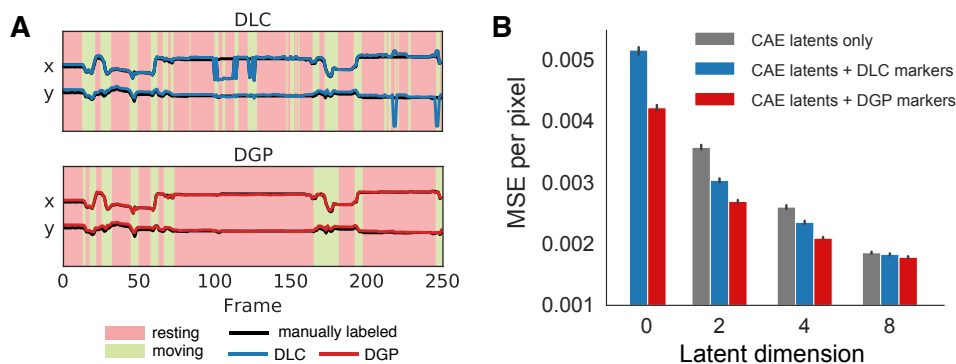 A
DLC
x
y
DGP
x
y
0 50 100 150 200 250
Frame
resting
moving
manually labeled
DLC
DGP
B
CAE latents only
CAE latents + DLC markers
CAE latents + DGP markers
MSE per pixel
0.005
0.004
0.003
0.002
0.001
0 2 4 8
Latent dimension